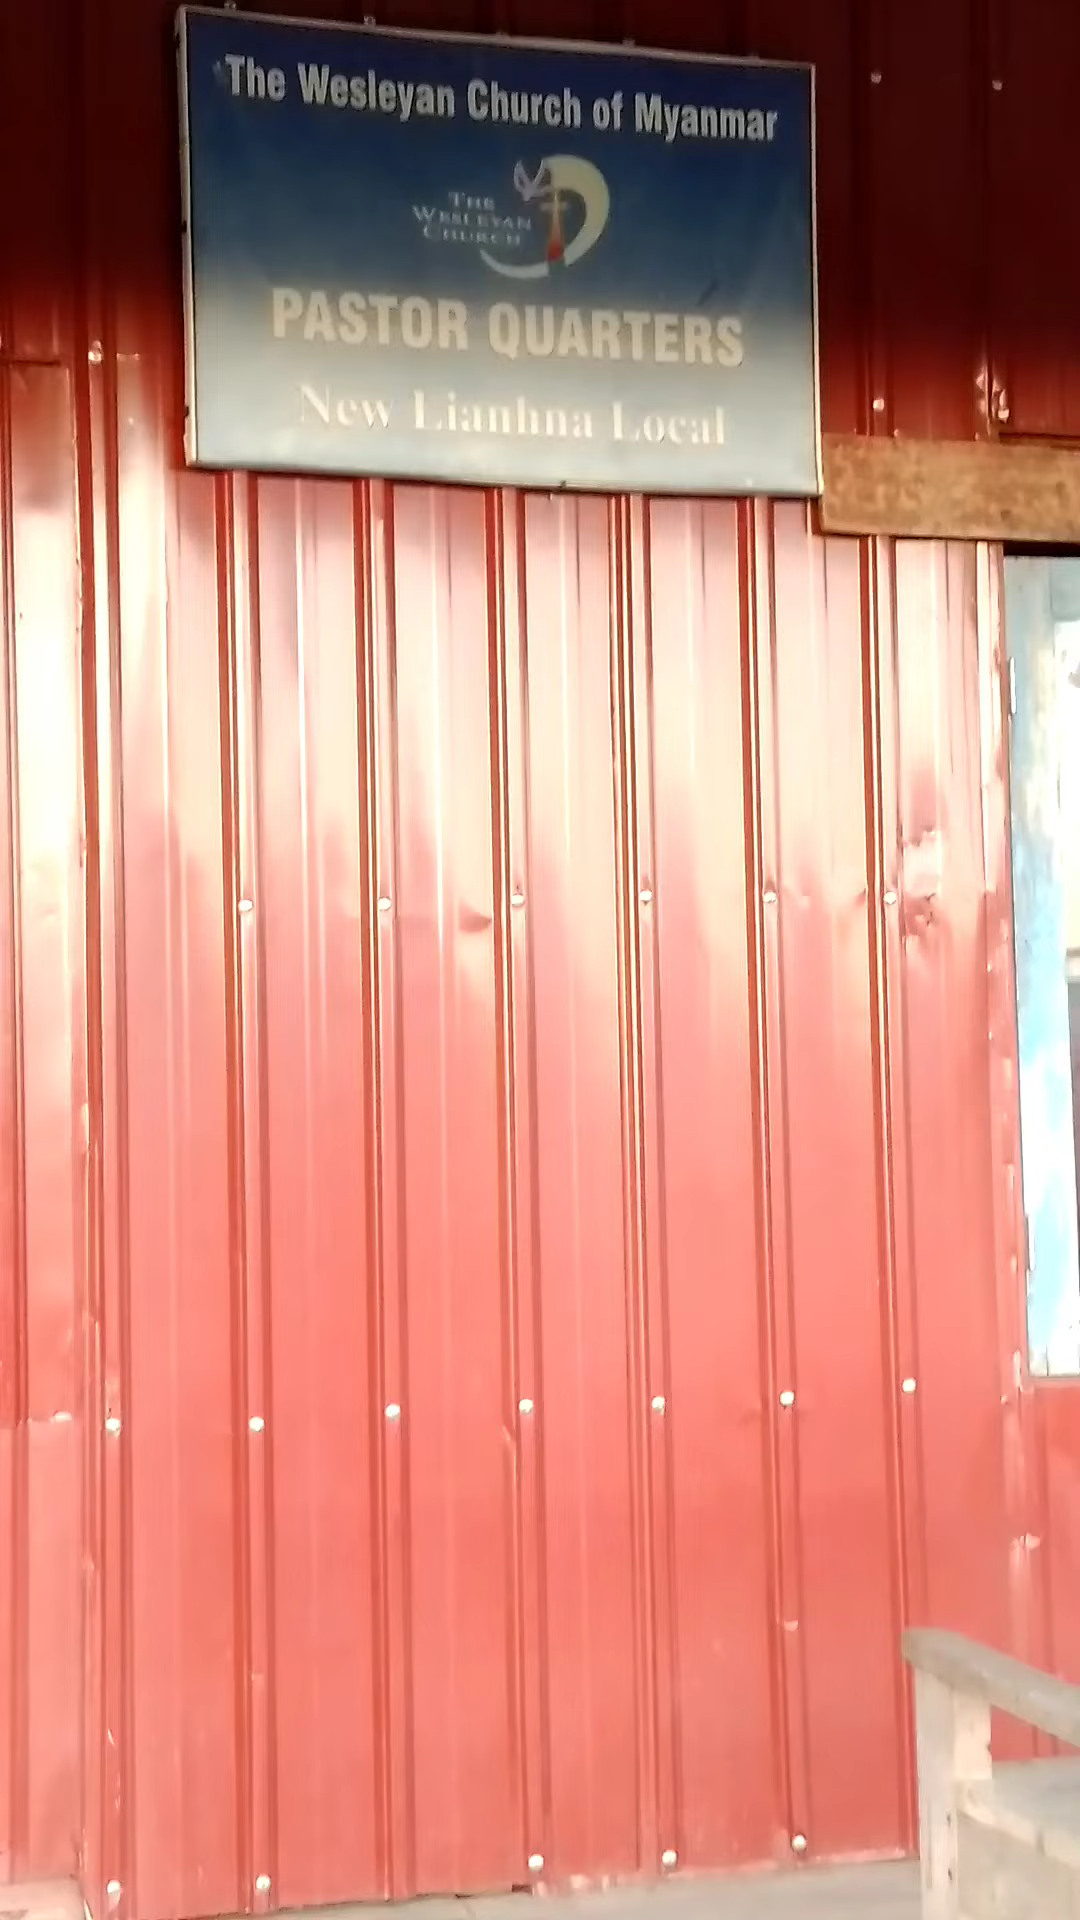 The Wesleyan Church of Myanmar
THE
WESLEYAN
CHURCH
PASTOR QUARTERS
New Lianhna Local